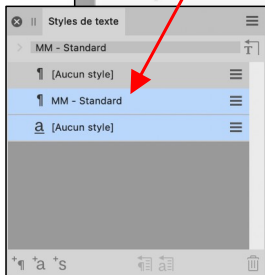 Styles de texte
MM - Standard
¶ [Aucun style]
¶ MM - Standard
a [Aucun style]
+¶ +a +S